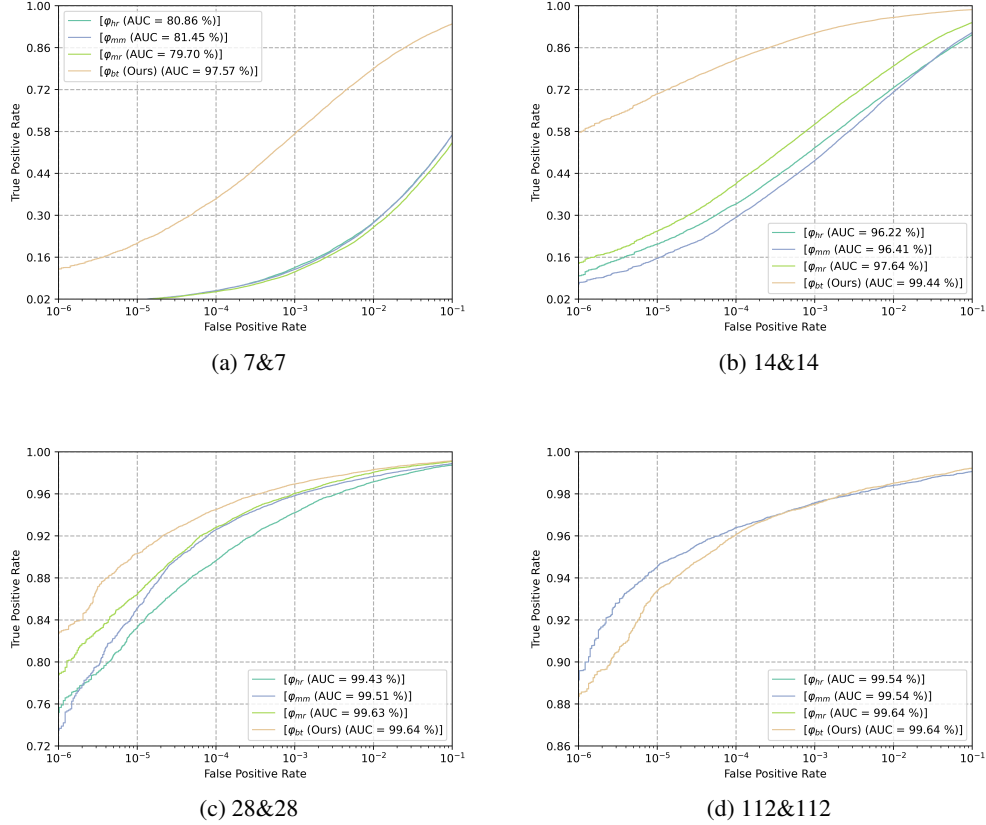 1.00
0.86
0.72
0.58
0.44
0.30
0.16
0.02
True Positive Rate
[φhr (AUC = 80.86 %)]
[φmm (AUC = 81.45 %)]
[φmr (AUC = 79.70 %)]
[φbt (Ours) (AUC = 97.57 %)]
10⁻⁶ 10⁻⁵ 10⁻⁴ 10⁻³ 10⁻² 10⁻¹
False Positive Rate
(a) 7&7
1.00
0.86
0.72
0.58
0.44
0.30
0.16
0.02
True Positive Rate
[φhr (AUC = 96.22 %)]
[φmm (AUC = 96.41 %)]
[φmr (AUC = 97.64 %)]
[φbt (Ours) (AUC = 99.44 %)]
10⁻⁶ 10⁻⁵ 10⁻⁴ 10⁻³ 10⁻² 10⁻¹
False Positive Rate
(b) 14&14
1.00
0.96
0.92
0.88
0.84
0.80
0.76
0.72
True Positive Rate
[φhr (AUC = 99.43 %)]
[φmm (AUC = 99.51 %)]
[φmr (AUC = 99.63 %)]
[φbt (Ours) (AUC = 99.64 %)]
10⁻⁶ 10⁻⁵ 10⁻⁴ 10⁻³ 10⁻² 10⁻¹
False Positive Rate
(c) 28&28
1.00
0.98
0.96
0.94
0.92
0.90
0.88
0.86
True Positive Rate
[φhr (AUC = 99.54 %)]
[φmm (AUC = 99.54 %)]
[φmr (AUC = 99.64 %)]
[φbt (Ours) (AUC = 99.64 %)]
10⁻⁶ 10⁻⁵ 10⁻⁴ 10⁻³ 10⁻² 10⁻¹
False Positive Rate
(d) 112&112